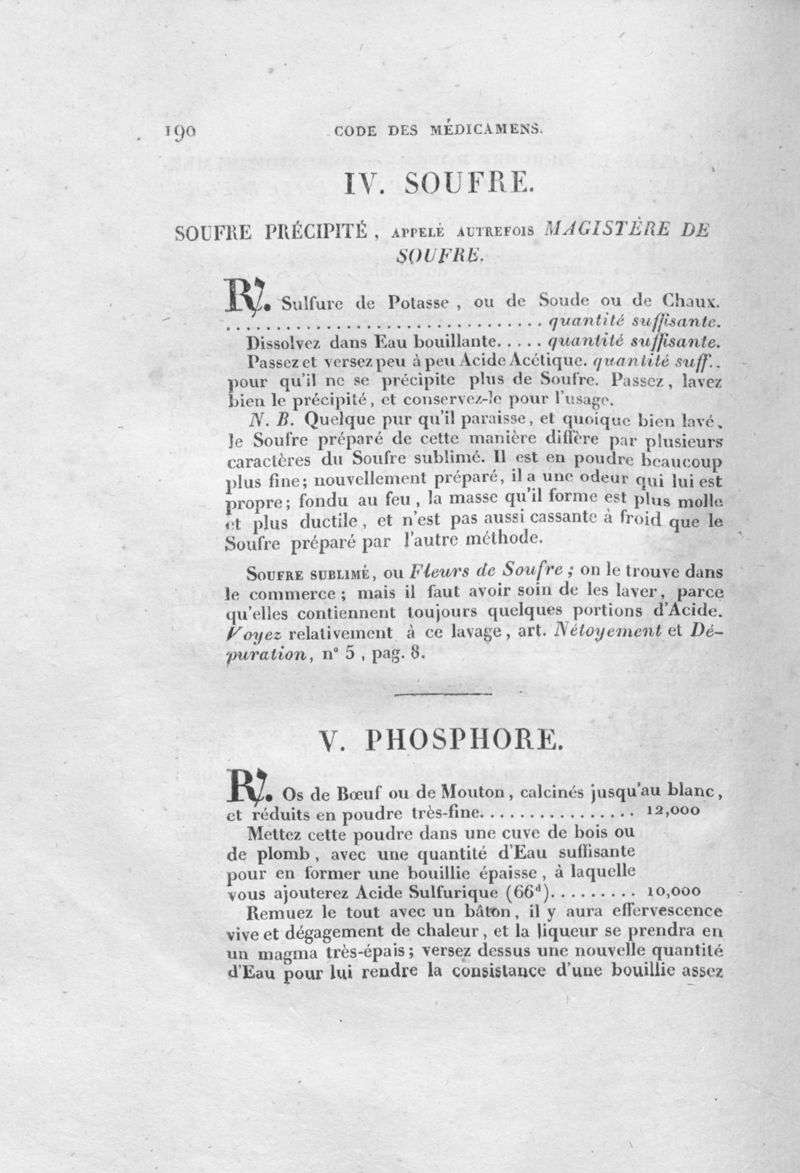 190 CODE DES MÉDICAMENS.
IV. SOUFRE.
SOUFRE PRÉCIPITÉ, APPELÉ AUTREFOIS MAGISTÈRE DE
SOUFRE.
℞. Sulfure de Potasse, ou de Soude ou de Chaux.
................................ quantité suffisante.
Dissolvez dans Eau bouillante..... quantité suffisante.
Passez et versez peu à peu Acide Acétique. quantité suff..
pour qu'il ne se précipite plus de Soufre. Passez, lavez
bien le précipité, et conservez-le pour l'usage.
N. B. Quelque pur qu'il paraisse, et quoique bien lavé,
le Soufre préparé de cette manière diffère par plusieurs
caractères du Soufre sublimé. Il est en poudre beaucoup
plus fine; nouvellement préparé, il a une odeur qui lui est
propre; fondu au feu, la masse qu'il forme est plus molle
et plus ductile, et n'est pas aussi cassante à froid que le
Soufre préparé par l'autre méthode.
SOUFRE SUBLIMÉ, ou Fleurs de Soufre; on le trouve dans
le commerce; mais il faut avoir soin de les laver, parce
qu'elles contiennent toujours quelques portions d'Acide.
Voyez relativement à ce lavage, art. Nétoyement et Dé-
puration, n° 5, pag. 8.
V. PHOSPHORE.
℞. Os de Bœuf ou de Mouton, calcinés jusqu'au blanc,
et réduits en poudre très-fine................ 12,000
Mettez cette poudre dans une cuve de bois ou
de plomb, avec une quantité d'Eau suffisante
pour en former une bouillie épaisse, à laquelle
vous ajouterez Acide Sulfurique (66ᵈ)......... 10,000
Remuez le tout avec un bâton, il y aura effervescence
vive et dégagement de chaleur, et la liqueur se prendra en
un magma très-épais; versez dessus une nouvelle quantité
d'Eau pour lui rendre la consistance d'une bouillie assez